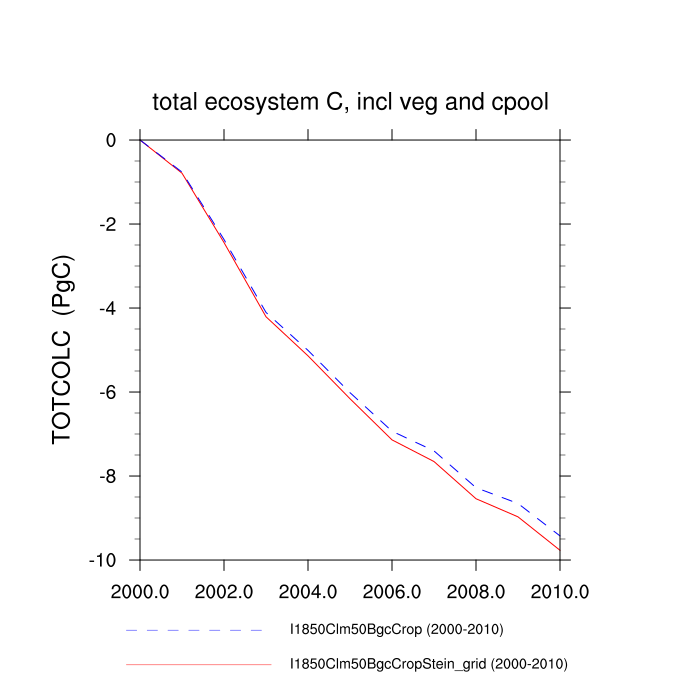 total ecosystem C, incl veg and cpool
TOTCOLC (PgC)
0
-2
-4
-6
-8
-10
2000.0 2002.0 2004.0 2006.0 2008.0 2010.0
I1850Clm50BgcCrop (2000-2010)
I1850Clm50BgcCropStein_grid (2000-2010)